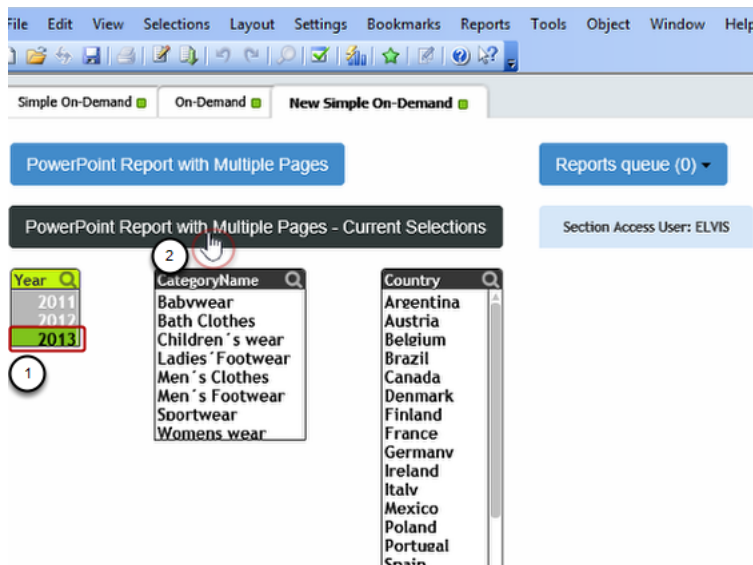 File Edit View Selections Layout Settings Bookmarks Reports Tools Object Window Help
Simple On-Demand On-Demand New Simple On-Demand
PowerPoint Report with Multiple Pages Reports queue (0)
PowerPoint Report with Multiple Pages - Current Selections Section Access User: ELVIS
2
Year
2011
2012
2013
1
CategoryName
Babywear
Bath Clothes
Children´s wear
Ladies´Footwear
Men´s Clothes
Men´s Footwear
Sportwear
Womens wear
Country
Argentina
Austria
Belgium
Brazil
Canada
Denmark
Finland
France
Germany
Ireland
Italy
Mexico
Poland
Portugal
Spain